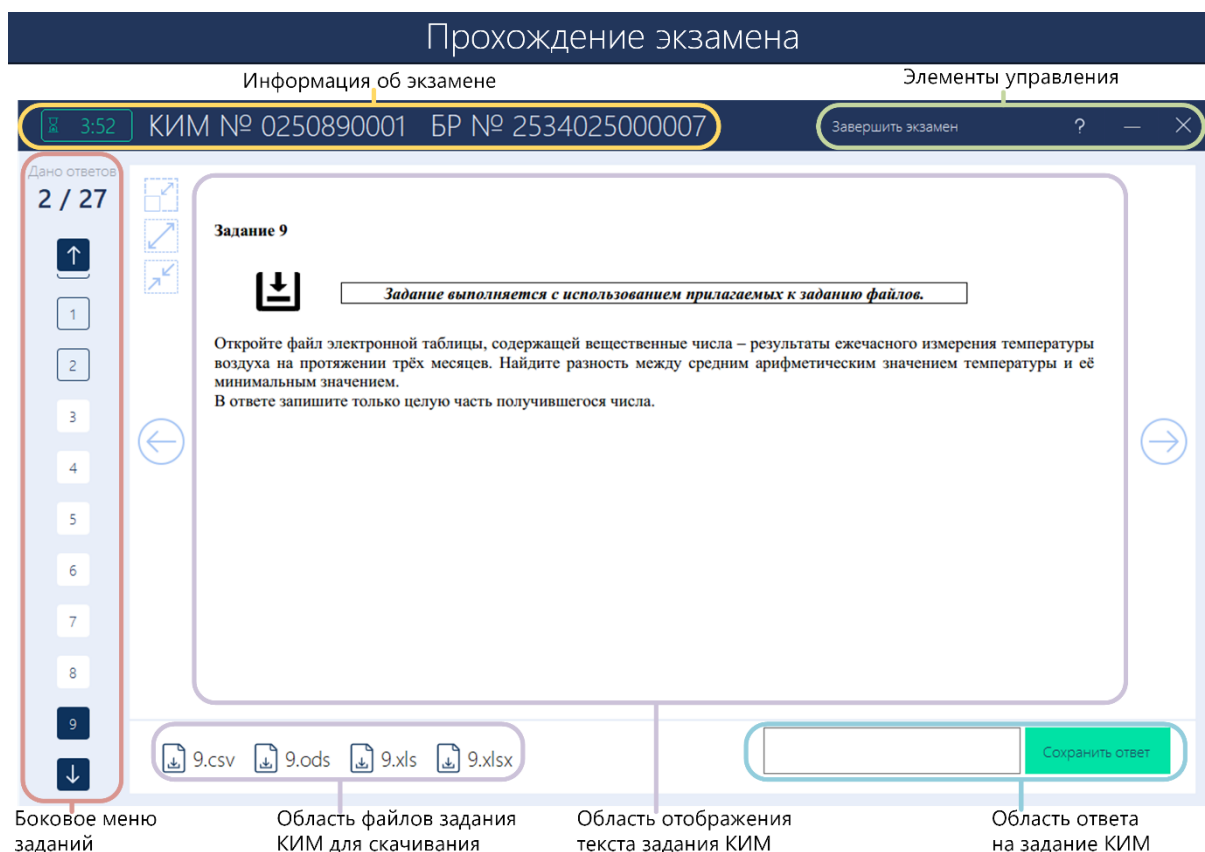 Прохождение экзамена
Информация об экзамене
Элементы управления
3:52 КИМ № 0250890001 БР № 2534025000007
Завершить экзамен ? — ×
Дано ответов
2 / 27
↑
1
2
3
4
5
6
7
8
9
↓
Задание 9
Задание выполняется с использованием прилагаемых к заданию файлов.
Откройте файл электронной таблицы, содержащей вещественные числа – результаты ежечасного измерения температуры
воздуха на протяжении трёх месяцев. Найдите разность между средним арифметическим значением температуры и её
минимальным значением.
В ответе запишите только целую часть получившегося числа.
9.csv 9.ods 9.xls 9.xlsx
Сохранить ответ
Боковое меню
заданий
Область файлов задания
КИМ для скачивания
Область отображения
текста задания КИМ
Область ответа
на задание КИМ